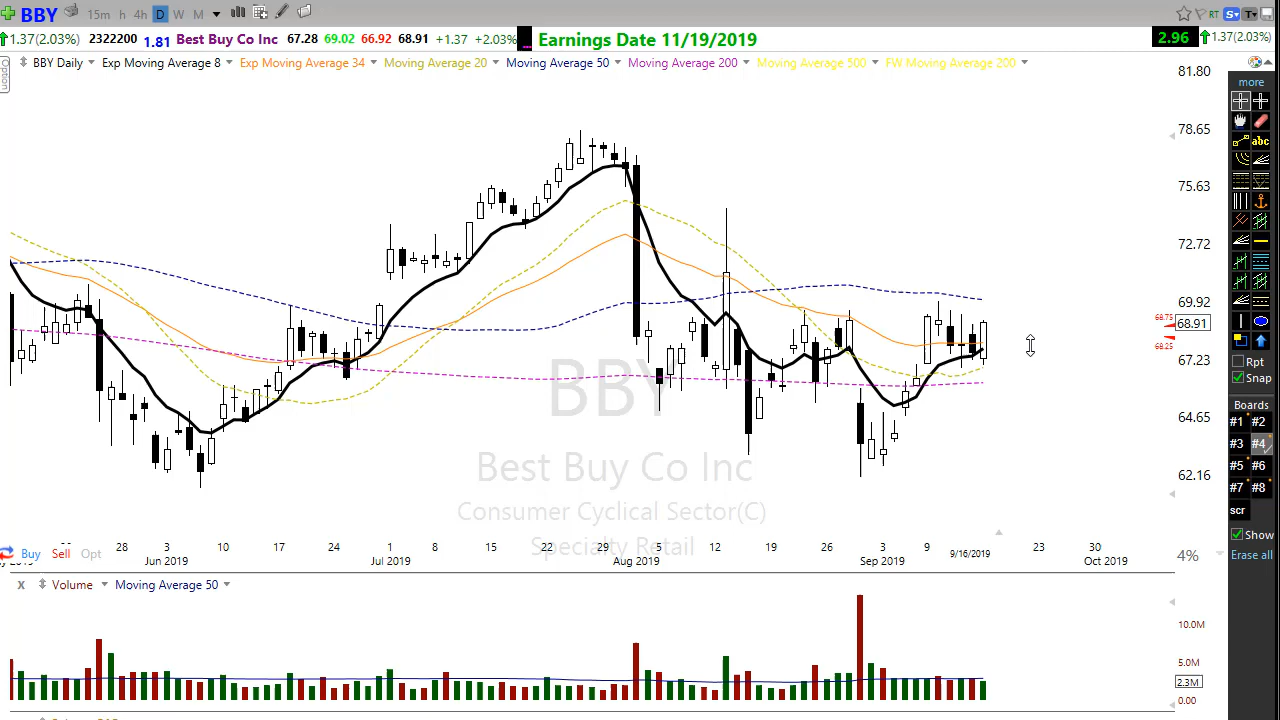 BBY 15m h 4h D W M RT S T
1.37(2.03%) 2322200 1.81 Best Buy Co Inc 67.28 69.02 66.92 68.91 +1.37 +2.03% ... Earnings Date 11/19/2019 2.96 1.37(2.03%)
Option
BBY Daily Exp Moving Average 8 Exp Moving Average 34 Moving Average 20 Moving Average 50 Moving Average 200 Moving Average 500 FW Moving Average 200
81.80
78.65
75.63
72.72
69.92
68.75
68.91
68.25
67.23
64.65
62.16
BBY
Best Buy Co Inc
Consumer Cyclical Sector(C)
Specialty Retail
28 3 10 17 24 1 8 15 22 29 5 12 19 26 3 9 9/16/2019 23 30
Jun 2019 Jul 2019 Aug 2019 Sep 2019 Oct 2019
Buy Sell Opt
4%
X Volume Moving Average 50
10.0M
5.0M
2.3M
0.00
more
abc
Rpt
Snap
Boards
#1 #2
#3 #4
#5 #6
#7 #8
scr
Show
Erase all